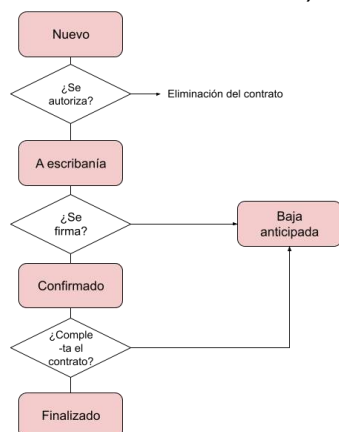 Nuevo
¿Se
autoriza?
Eliminación del contrato
A escribanía
¿Se
firma?
Baja
anticipada
Confirmado
¿Comple
-ta el
contrato?
Finalizado